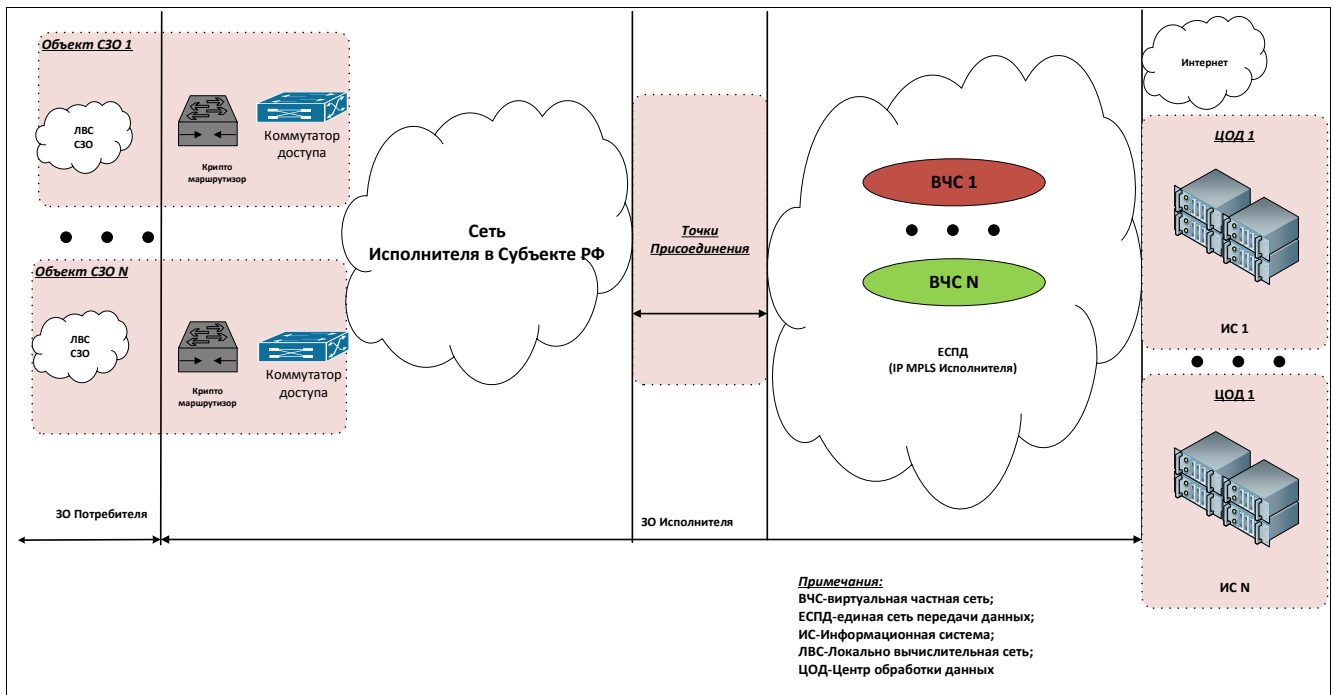 Объект СЗО 1
ЛВС
СЗО
Крипто
маршрутизор
Коммутатор
доступа
Объект СЗО N
ЛВС
СЗО
Крипто
маршрутизор
Коммутатор
доступа
Сеть
Исполнителя в Субъекте РФ
Точки
Присоединения
ВЧС 1
ВЧС N
ЕСПД
(IP MPLS Исполнителя)
Интернет
ЦОД 1
ИС 1
ЦОД 1
ИС N
ЗО Потребителя
ЗО Исполнителя
Примечания:
ВЧС-виртуальная частная сеть;
ЕСПД-единая сеть передачи данных;
ИС-Информационная система;
ЛВС-Локально вычислительная сеть;
ЦОД-Центр обработки данных